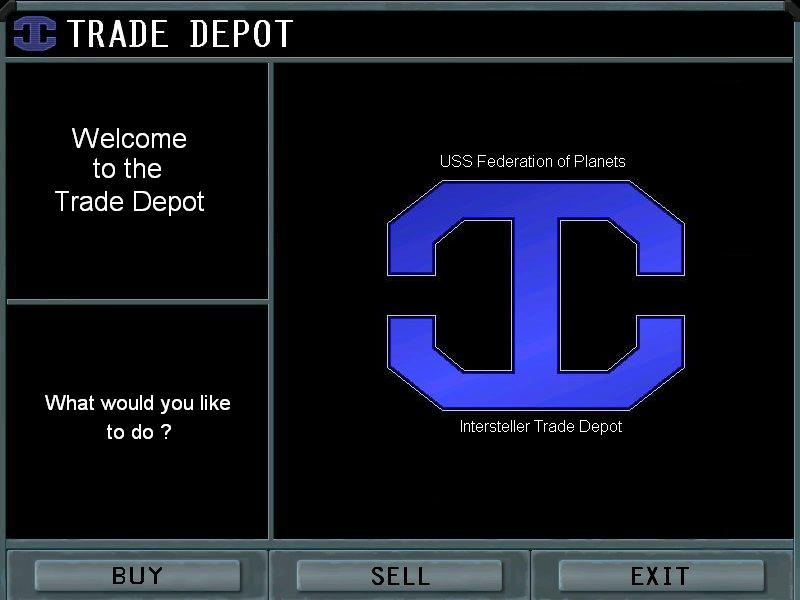 TRADE DEPOT
Welcome
to the
Trade Depot
What would you like
to do ?
USS Federation of Planets
Intersteller Trade Depot
BUY
SELL
EXIT